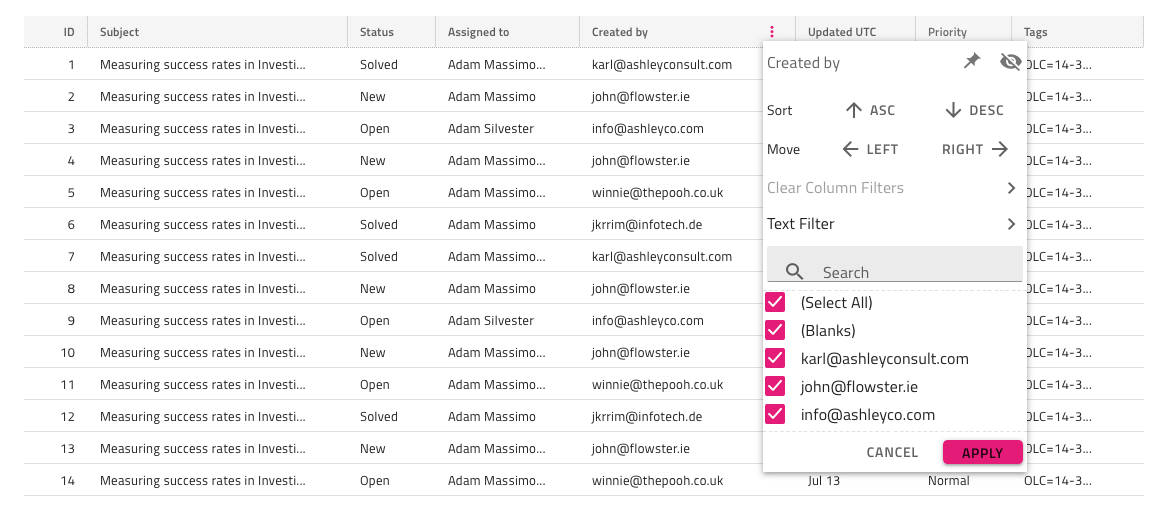 ID Subject Status Assigned to Created by Updated UTC Priority Tags
1 Measuring success rates in Investi... Solved Adam Massimo... karl@ashleyconsult.com OLC=14-3...
2 Measuring success rates in Investi... New Adam Massimo john@flowster.ie OLC=14-3...
3 Measuring success rates in Investi... Open Adam Silvester info@ashleyco.com OLC=14-3...
4 Measuring success rates in Investi... New Adam Massimo... john@flowster.ie OLC=14-3...
5 Measuring success rates in Investi... Open Adam Massimo... winnie@thepooh.co.uk OLC=14-3...
6 Measuring success rates in Investi... Solved Adam Massimo jkrrim@infotech.de OLC=14-3...
7 Measuring success rates in Investi... Solved Adam Massimo... karl@ashleyconsult.com OLC=14-3...
8 Measuring success rates in Investi... New Adam Massimo john@flowster.ie OLC=14-3...
9 Measuring success rates in Investi... Open Adam Silvester info@ashleyco.com OLC=14-3...
10 Measuring success rates in Investi... New Adam Massimo... john@flowster.ie OLC=14-3...
11 Measuring success rates in Investi... Open Adam Massimo... winnie@thepooh.co.uk OLC=14-3...
12 Measuring success rates in Investi... Solved Adam Massimo jkrrim@infotech.de OLC=14-3...
13 Measuring success rates in Investi... New Adam Massimo john@flowster.ie OLC=14-3...
14 Measuring success rates in Investi... Open Adam Massimo... winnie@thepooh.co.uk Jul 13 Normal OLC=14-3...
Created by
Sort ASC DESC
Move LEFT RIGHT
Clear Column Filters
Text Filter
Search
(Select All)
(Blanks)
karl@ashleyconsult.com
john@flowster.ie
info@ashleyco.com
CANCEL APPLY